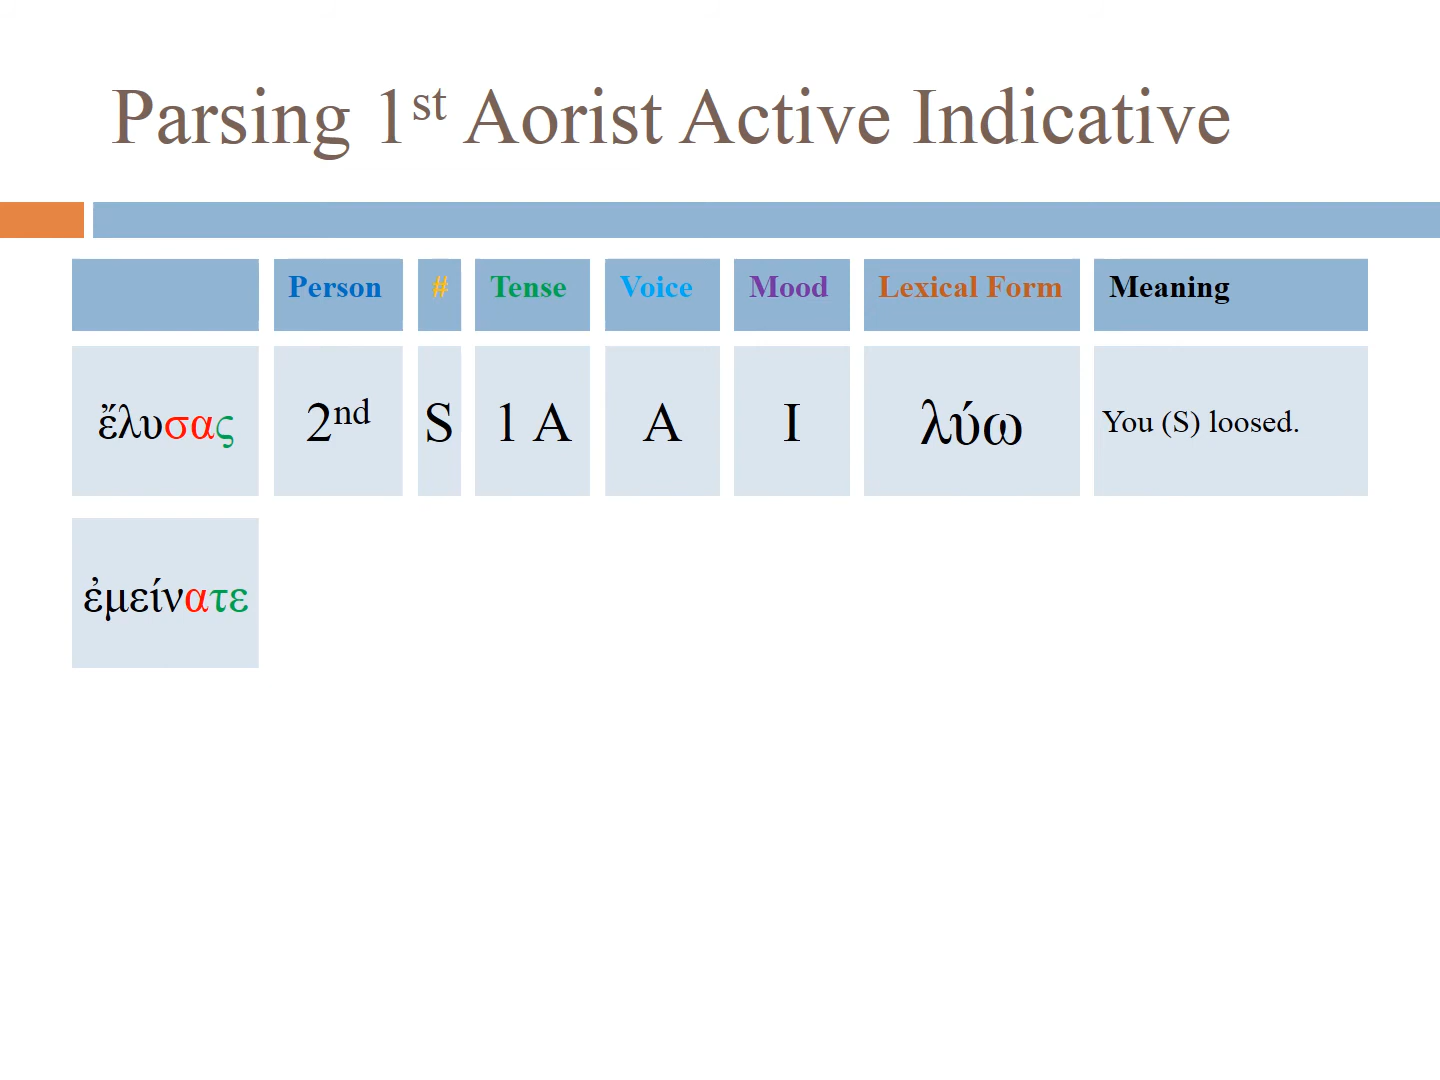 Parsing 1st Aorist Active Indicative
Person # Tense Voice Mood Lexical Form Meaning
ἔλυσας 2nd S 1 A A I λύω You (S) loosed.
ἐμείνατε